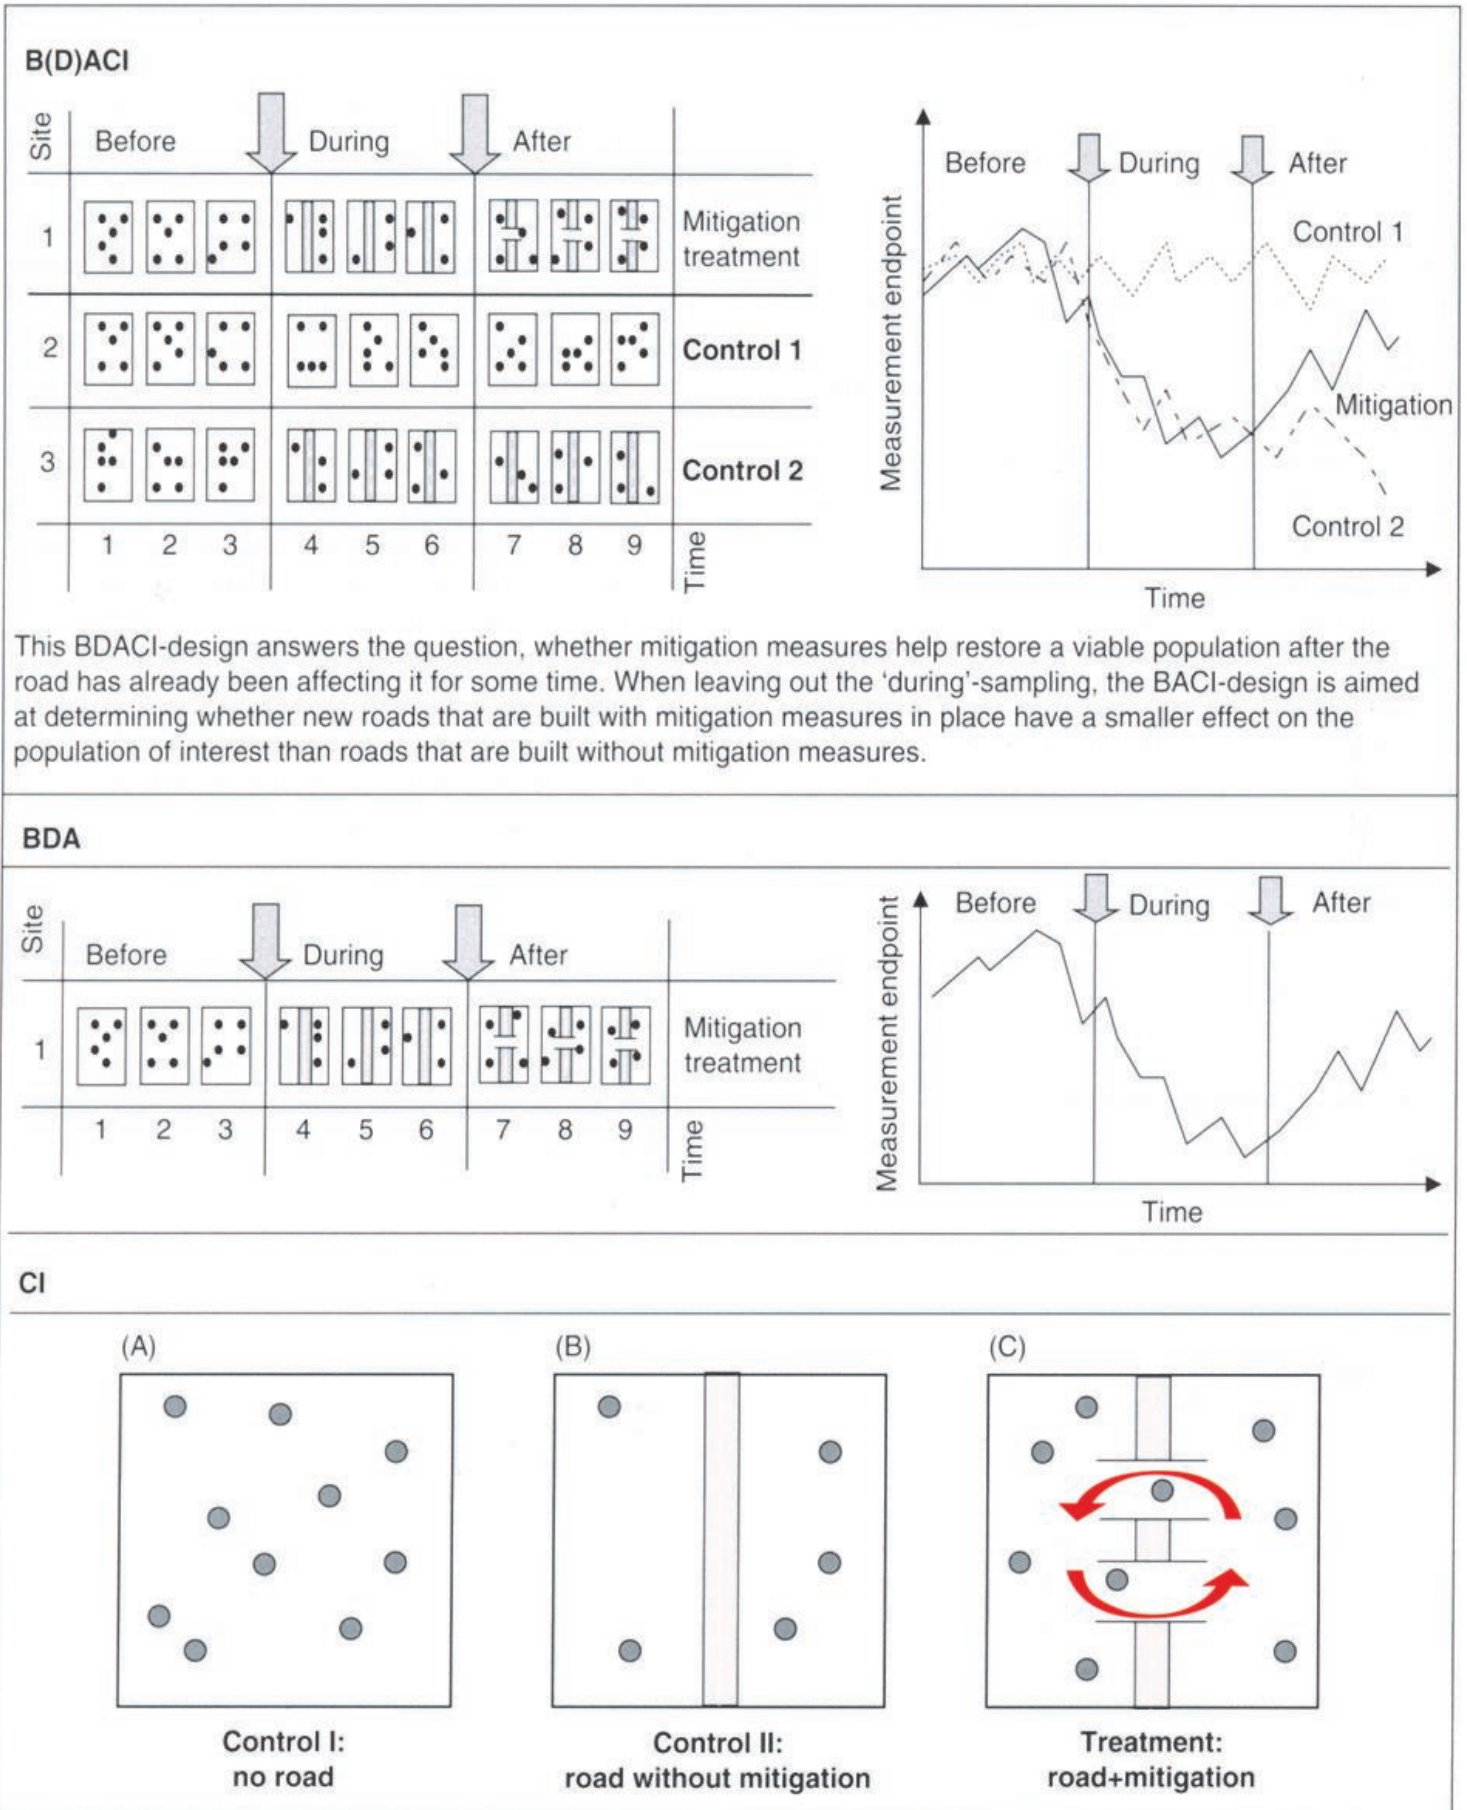 B(D)ACI
Site
Before
During
After
1
Mitigation
treatment
2
Control 1
3
Control 2
1 2 3 4 5 6 7 8 9
Time
Measurement endpoint
Before
During
After
Control 1
Mitigation
Control 2
Time
This BDACI-design answers the question, whether mitigation measures help restore a viable population after the
road has already been affecting it for some time. When leaving out the 'during'-sampling, the BACI-design is aimed
at determining whether new roads that are built with mitigation measures in place have a smaller effect on the
population of interest than roads that are built without mitigation measures.
BDA
Site
Before
During
After
1
Mitigation
treatment
1 2 3 4 5 6 7 8 9
Time
Measurement endpoint
Before
During
After
Time
CI
(A)
(B)
(C)
Control I:
no road
Control II:
road without mitigation
Treatment:
road+mitigation